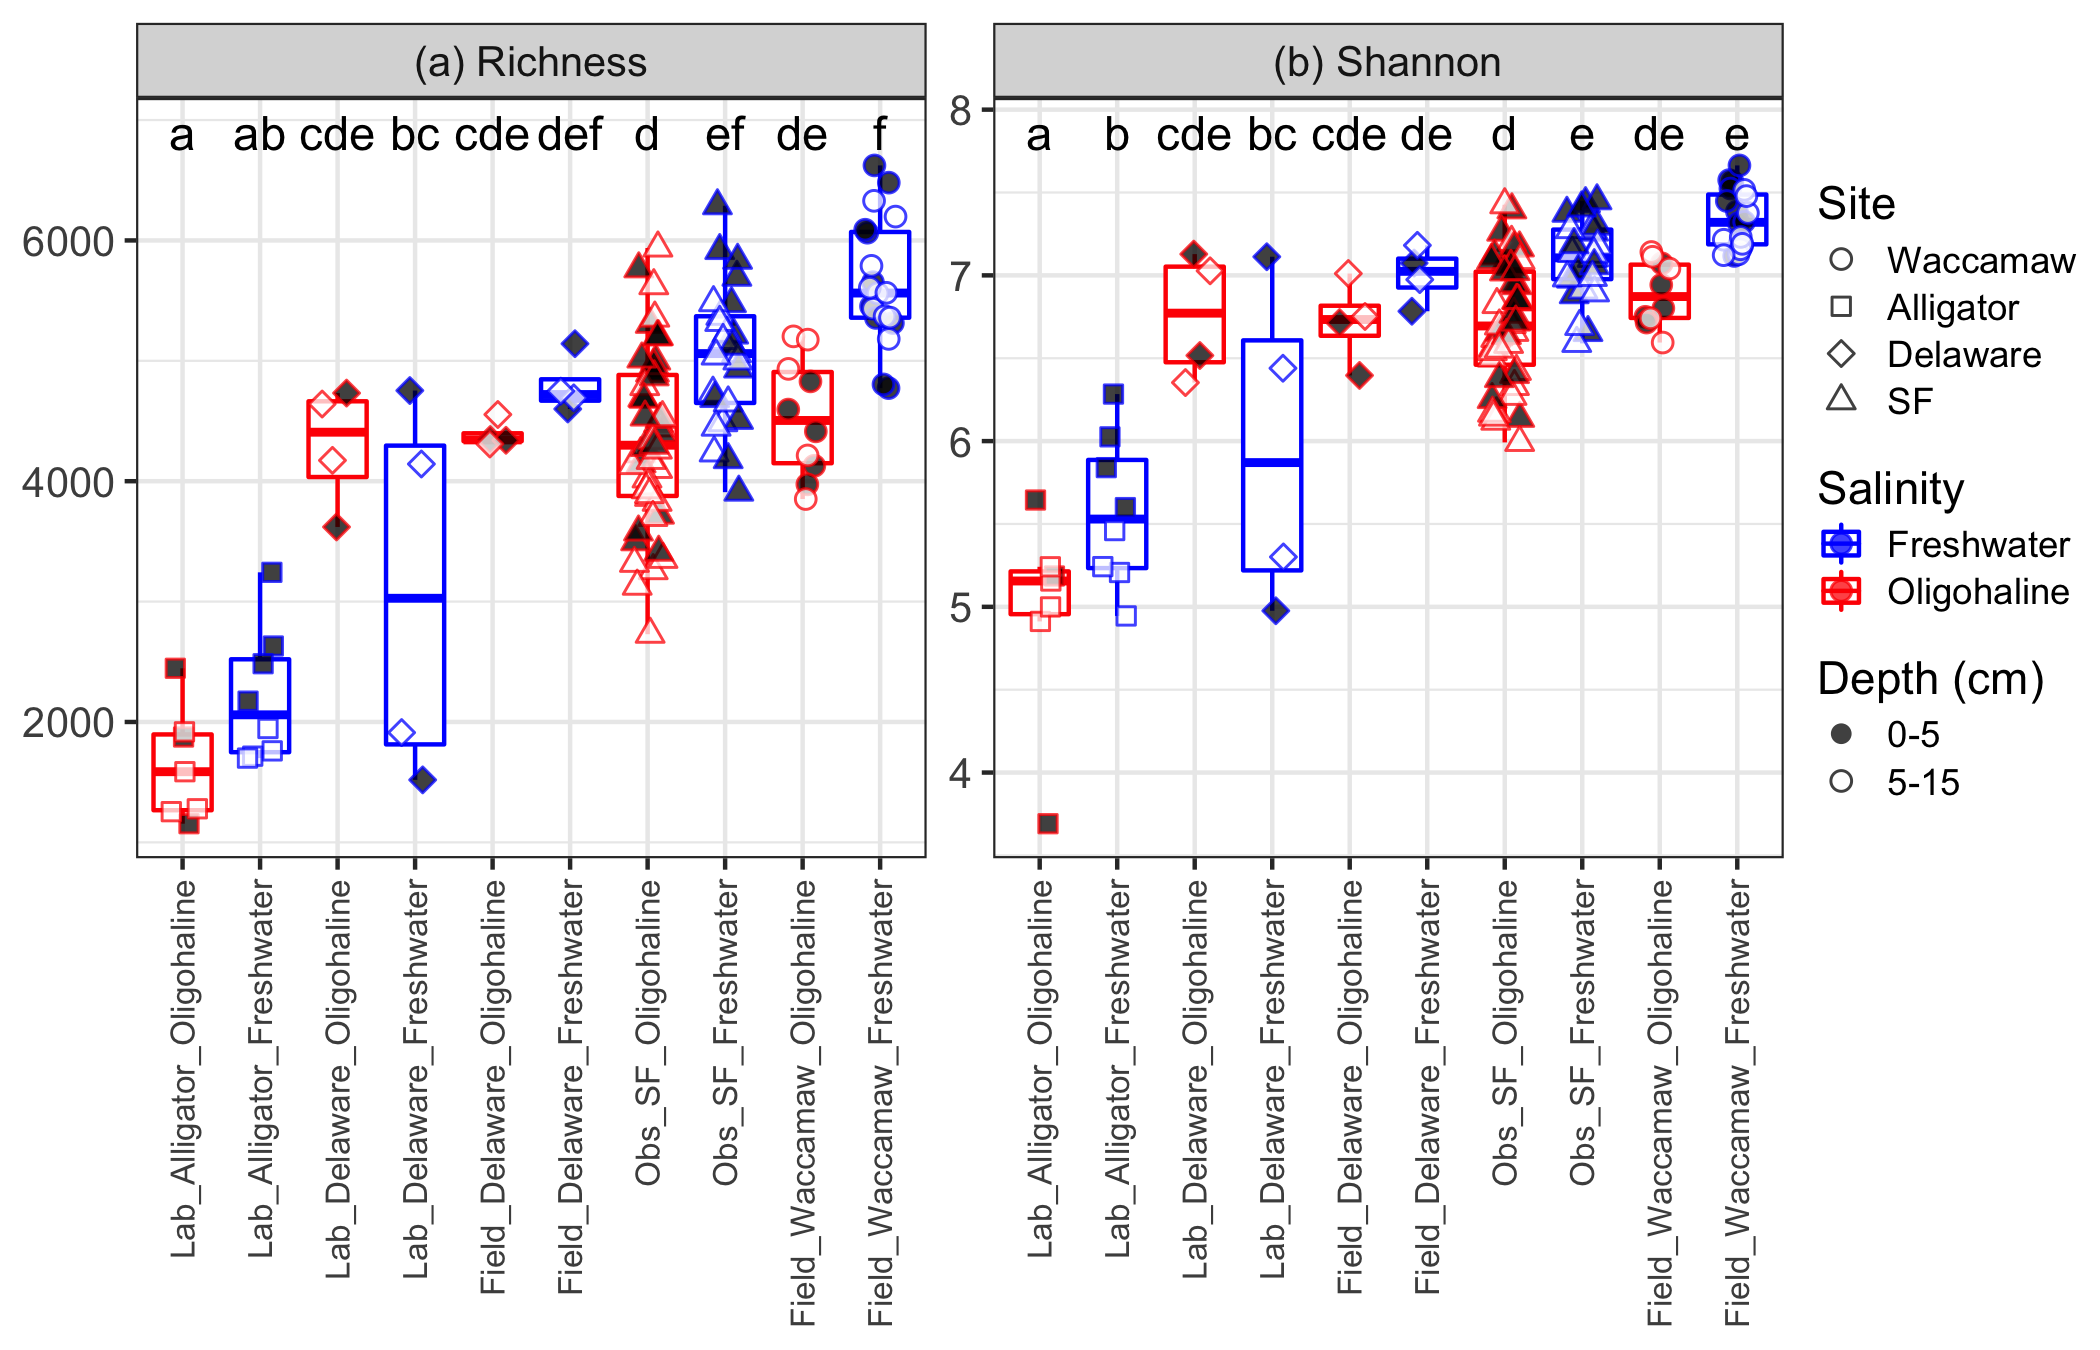 (a) Richness
a ab cde bc cde def d ef de f
6000
4000
2000
Lab_Alligator_Oligohaline
Lab_Alligator_Freshwater
Lab_Delaware_Oligohaline
Lab_Delaware_Freshwater
Field_Delaware_Oligohaline
Field_Delaware_Freshwater
Obs_SF_Oligohaline
Obs_SF_Freshwater
Field_Waccamaw_Oligohaline
Field_Waccamaw_Freshwater
(b) Shannon
a b cde bc cde de d e de e
8
7
6
5
4
Lab_Alligator_Oligohaline
Lab_Alligator_Freshwater
Lab_Delaware_Oligohaline
Lab_Delaware_Freshwater
Field_Delaware_Oligohaline
Field_Delaware_Freshwater
Obs_SF_Oligohaline
Obs_SF_Freshwater
Field_Waccamaw_Oligohaline
Field_Waccamaw_Freshwater
Site
Waccamaw
Alligator
Delaware
SF
Salinity
Freshwater
Oligohaline
Depth (cm)
0-5
5-15